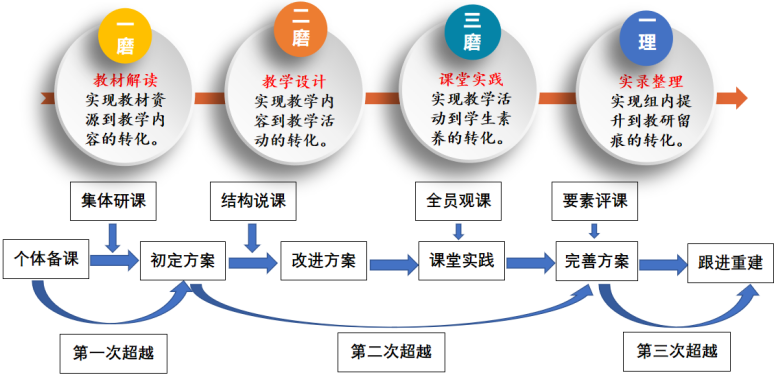 一磨
教材解读
实现教材资
源到教学内
容的转化。
二磨
教学设计
实现教学内
容到教学活
动的转化。
三磨
课堂实践
实现教学活
动到学生素
养的转化。
一理
实录整理
实现组内提
升到教研留
痕的转化。
集体研课
结构说课
全员观课
要素评课
个体备课
初定方案
改进方案
课堂实践
完善方案
跟进重建
第一次超越
第二次超越
第三次超越